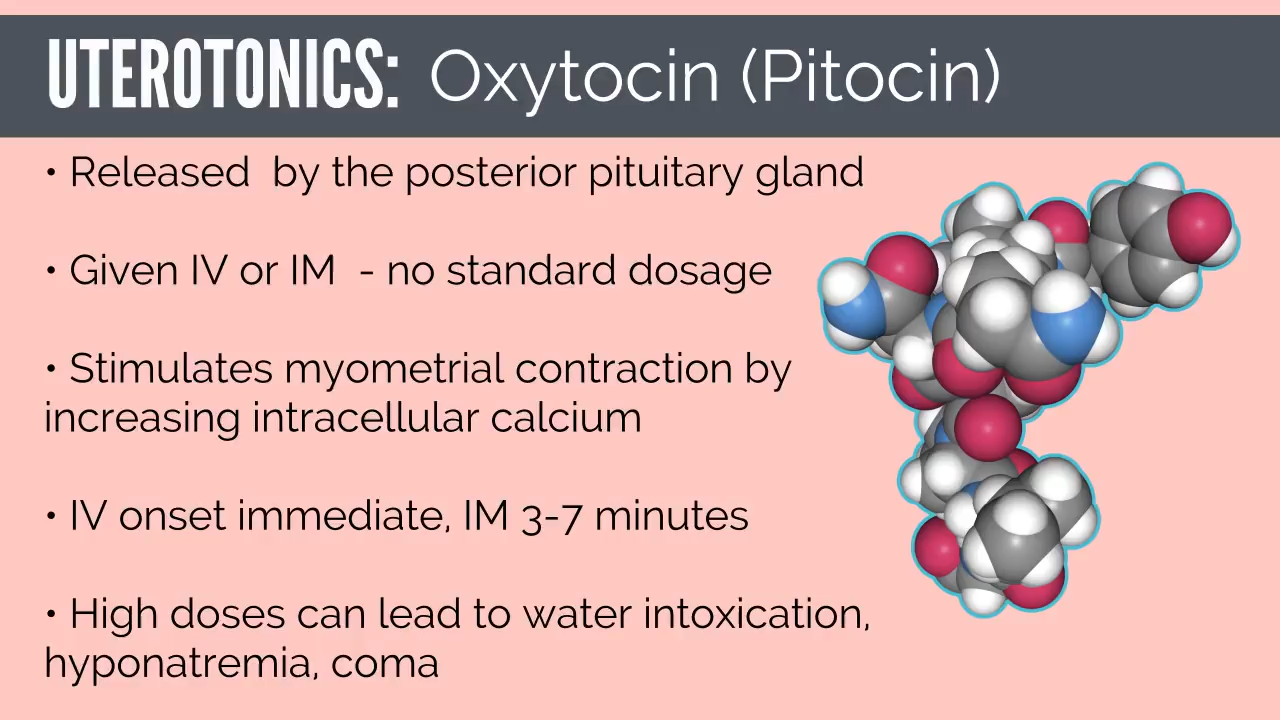 UTEROTONICS: Oxytocin (Pitocin)
• Released by the posterior pituitary gland
• Given IV or IM - no standard dosage
• Stimulates myometrial contraction by
increasing intracellular calcium
• IV onset immediate, IM 3-7 minutes
• High doses can lead to water intoxication,
hyponatremia, coma